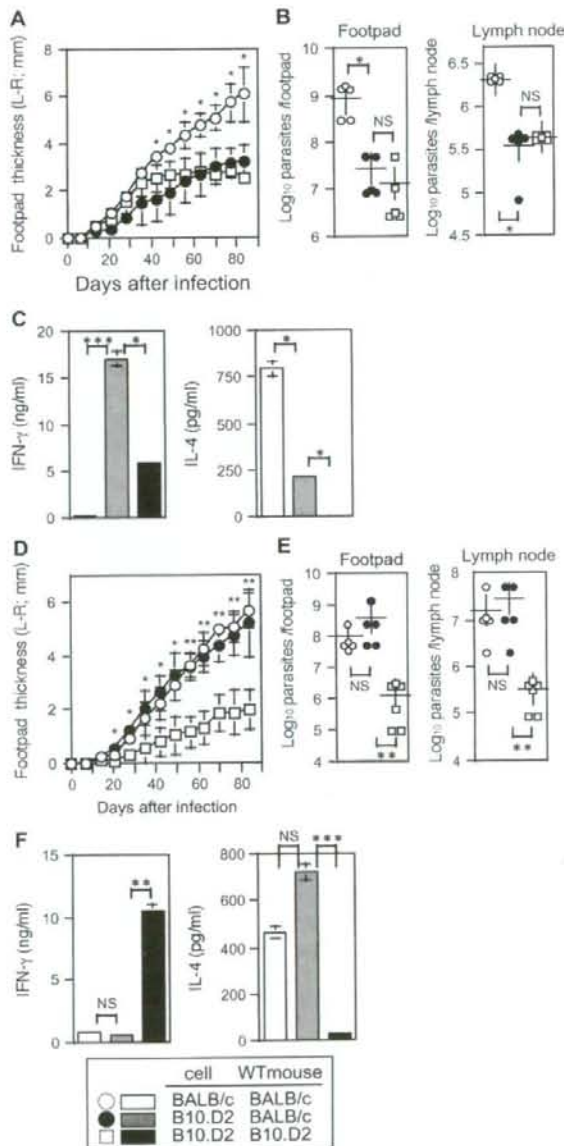 A
Footpad thickness (L-R; mm)
8
6
4
2
0
* * * * * * *
0 20 40 60 80
Days after infection
B
Footpad
Log10 parasites /footpad
10
9
8
7
6
*
NS
Lymph node
Log10 parasites /lymph node
6.5
6
5.5
5
4.5
NS
*
C
IFN-γ (ng/ml)
20
15
10
5
0
*** *
IL-4 (pg/ml)
1000
750
500
250
0
*
*
D
Footpad thickness (L-R; mm)
6
4
2
0
* * * * * ** ** ** ** **
0 20 40 60 80
Days after infection
E
Footpad
Log10 parasites /footpad
10
9
8
7
6
5
4
NS
**
Lymph node
Log10 parasites /lymph node
8
7
6
5
4
NS
**
F
IFN-γ (ng/ml)
15
10
5
0
NS
**
IL-4 (pg/ml)
800
600
400
200
0
NS ***
cell WTmouse
BALB/c BALB/c
B10.D2 BALB/c
B10.D2 B10.D2